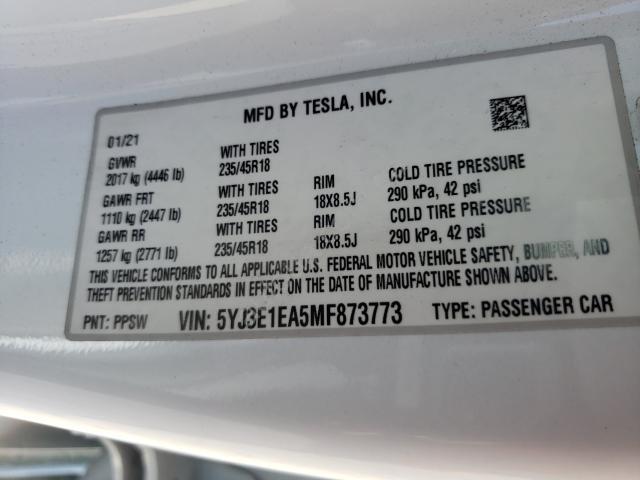 MFD BY TESLA, INC.
01/21
GVWR WITH TIRES
2017 kg (4446 lb) 235/45R18
GAWR FRT WITH TIRES RIM COLD TIRE PRESSURE
1110 kg (2447 lb) 235/45R18 18X8.5J 290 kPa, 42 psi
GAWR RR WITH TIRES RIM COLD TIRE PRESSURE
1257 kg (2771 lb) 235/45R18 18X8.5J 290 kPa, 42 psi
THIS VEHICLE CONFORMS TO ALL APPLICABLE U.S. FEDERAL MOTOR VEHICLE SAFETY, BUMPER, AND
THEFT PREVENTION STANDARDS IN EFFECT ON THE DATE OF MANUFACTURE SHOWN ABOVE.
PNT: PPSW VIN: 5YJ3E1EA5MF873773 TYPE: PASSENGER CAR